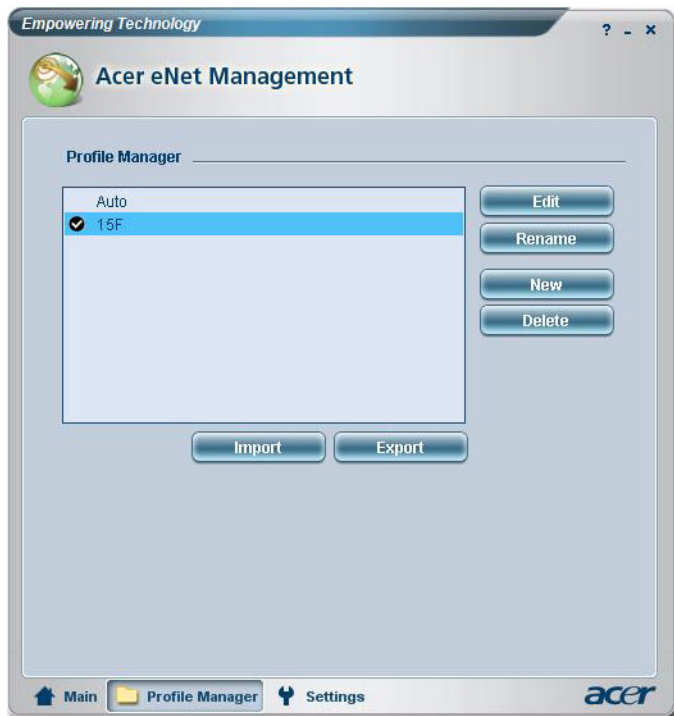 Empowering Technology
? - x
Acer eNet Management
Profile Manager
Auto
15F
Edit
Rename
New
Delete
Import Export
Main Profile Manager Settings
acer